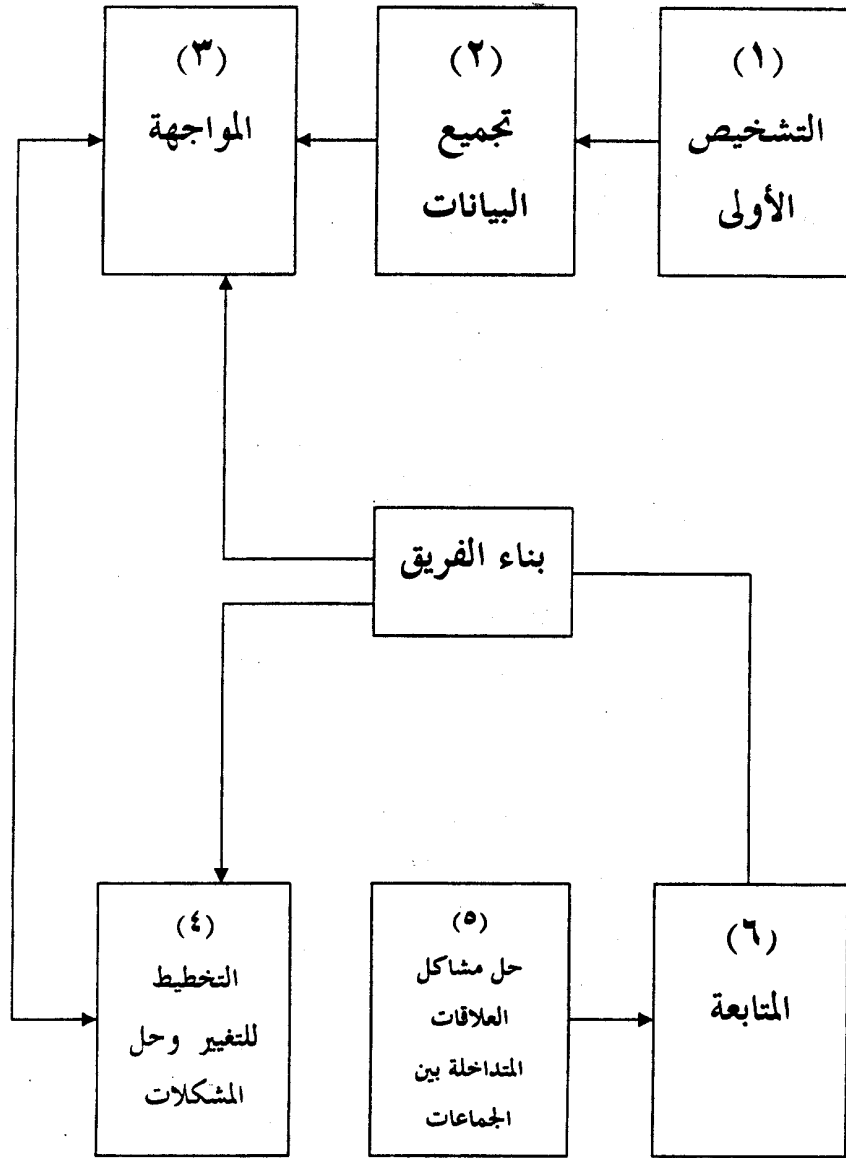 (١)
التشخيص
الأولى
(٢)
تجميع
البيانات
(٣)
المواجهة
بناء الفريق
(٤)
التخطيط
للتغيير وحل
المشكلات
(٥)
حل مشاكل
العلاقات
المتداخلة بين
الجماعات
(٦)
المتابعة